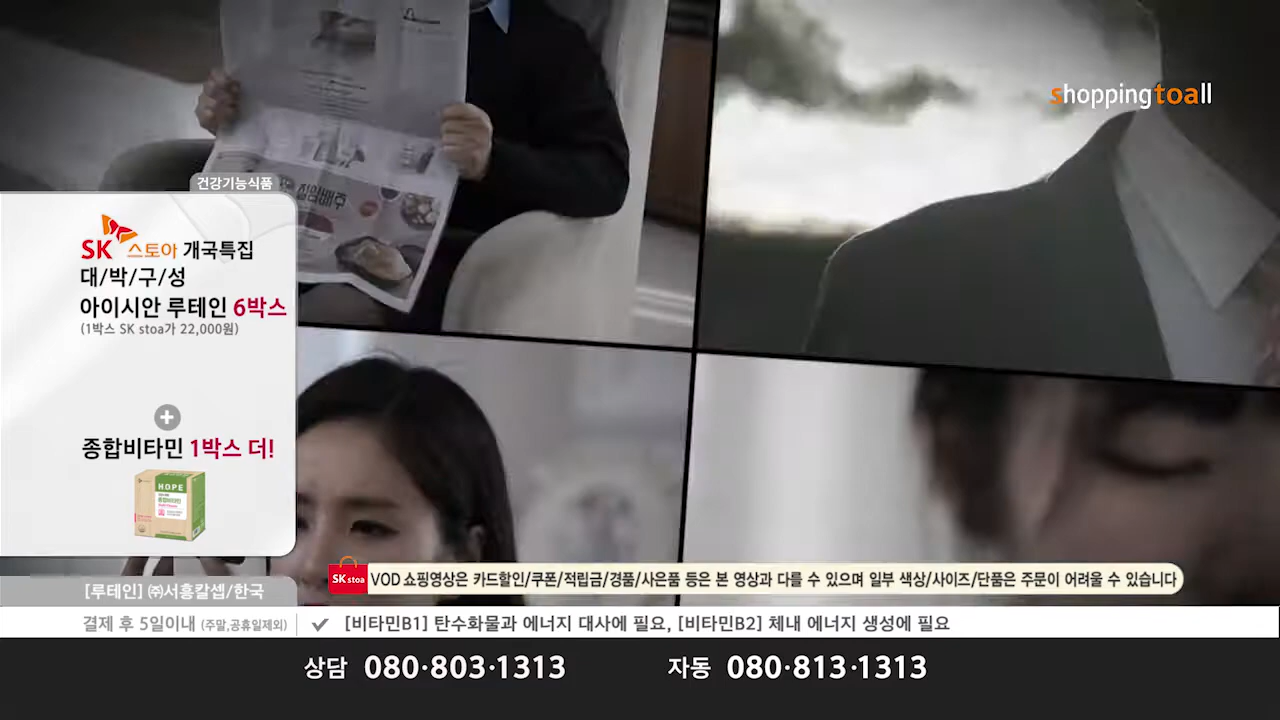 shoppingtoall
건강기능식품
SK스토아 개국특집
대/박/구/성
아이시안 루테인 6박스
(1박스 SK stoa가 22,000원)
+
종합비타민 1박스 더!
HOPE
종합비타민
[루테인] ㈜서흥칼셉/한국
SK stoa VOD 쇼핑영상은 카드할인/쿠폰/적립금/경품/사은품 등은 본 영상과 다를 수 있으며 일부 색상/사이즈/단품은 주문이 어려울 수 있습니다
결제 후 5일이내 (주말,공휴일제외)
[비타민B1] 탄수화물과 에너지 대사에 필요, [비타민B2] 체내 에너지 생성에 필요
상담 080·803·1313 자동 080·813·1313